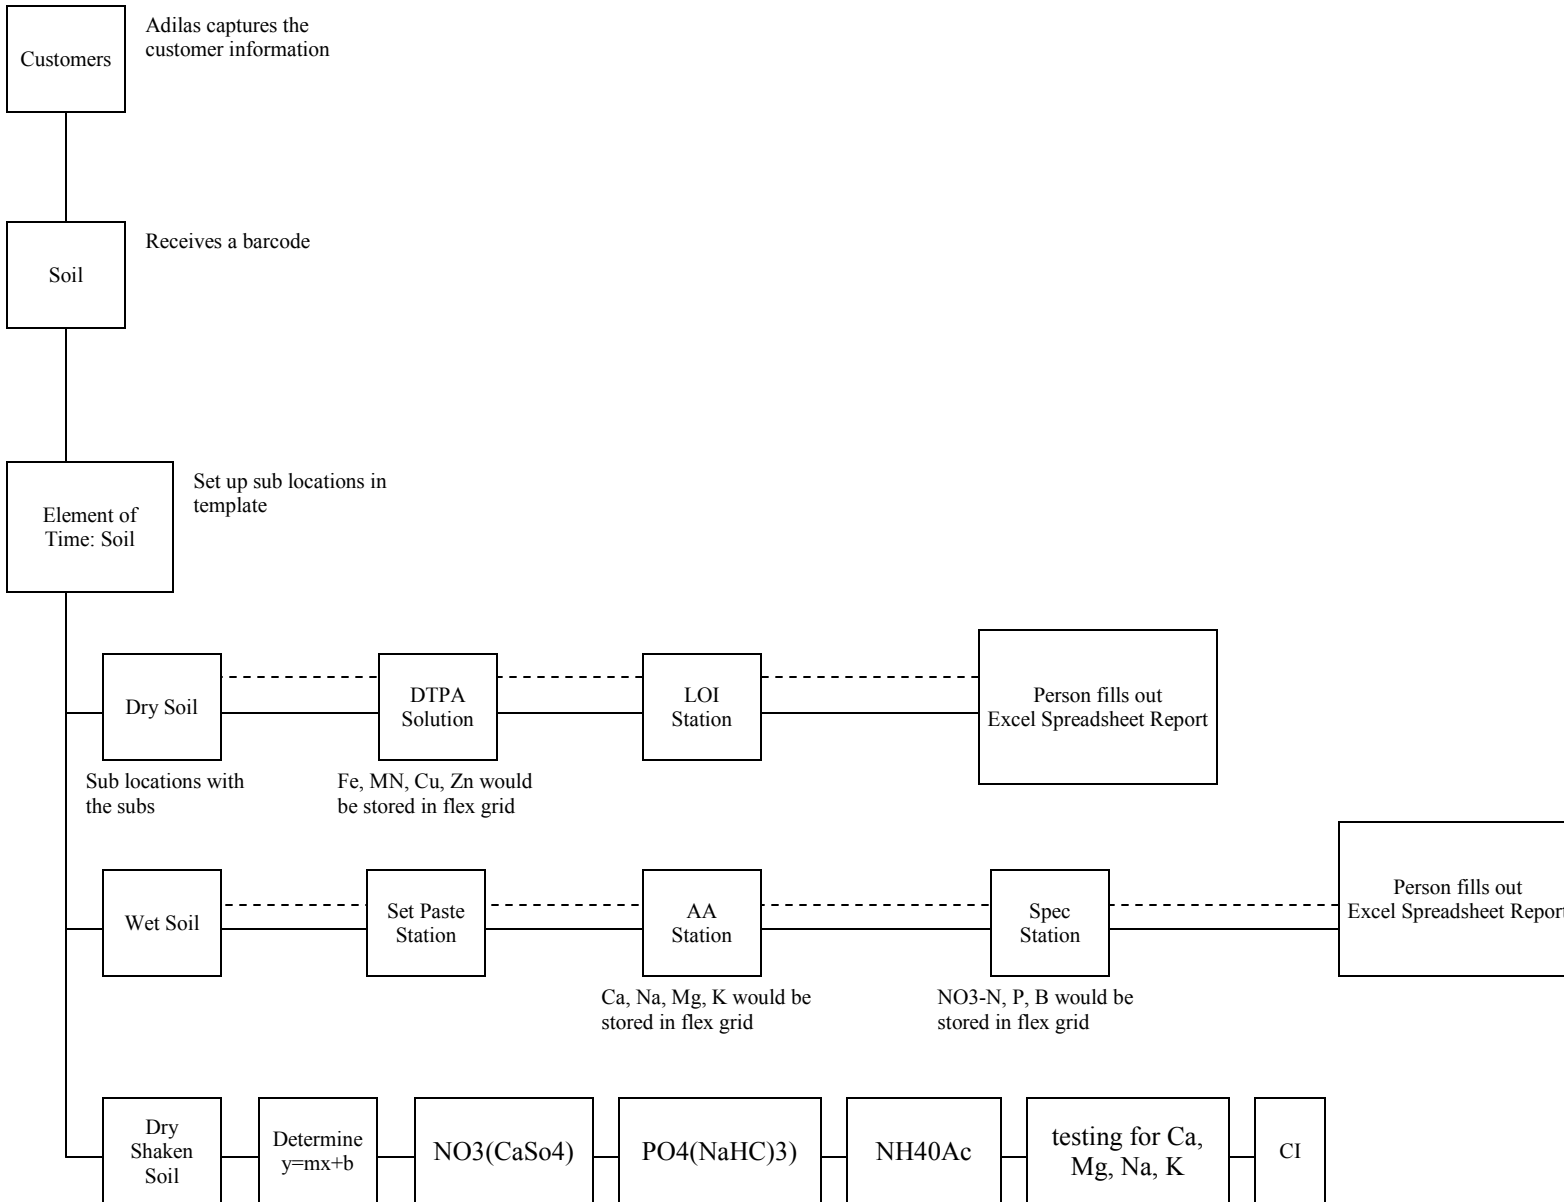 Customers
Adilas captures the
customer information
Soil
Receives a barcode
Element of
Time: Soil
Set up sub locations in
template
Dry Soil
DTPA
Solution
LOI
Station
Person fills out
Excel Spreadsheet Report
Sub locations with
the subs
Fe, MN, Cu, Zn would
be stored in flex grid
Wet Soil
Set Paste
Station
AA
Station
Spec
Station
Person fills out
Excel Spreadsheet Report
Ca, Na, Mg, K would be
stored in flex grid
NO3-N, P, B would be
stored in flex grid
Dry
Shaken
Soil
Determine
y=mx+b
NO3(CaSo4)
PO4(NaHC)3)
NH40Ac
testing for Ca,
Mg, Na, K
CI